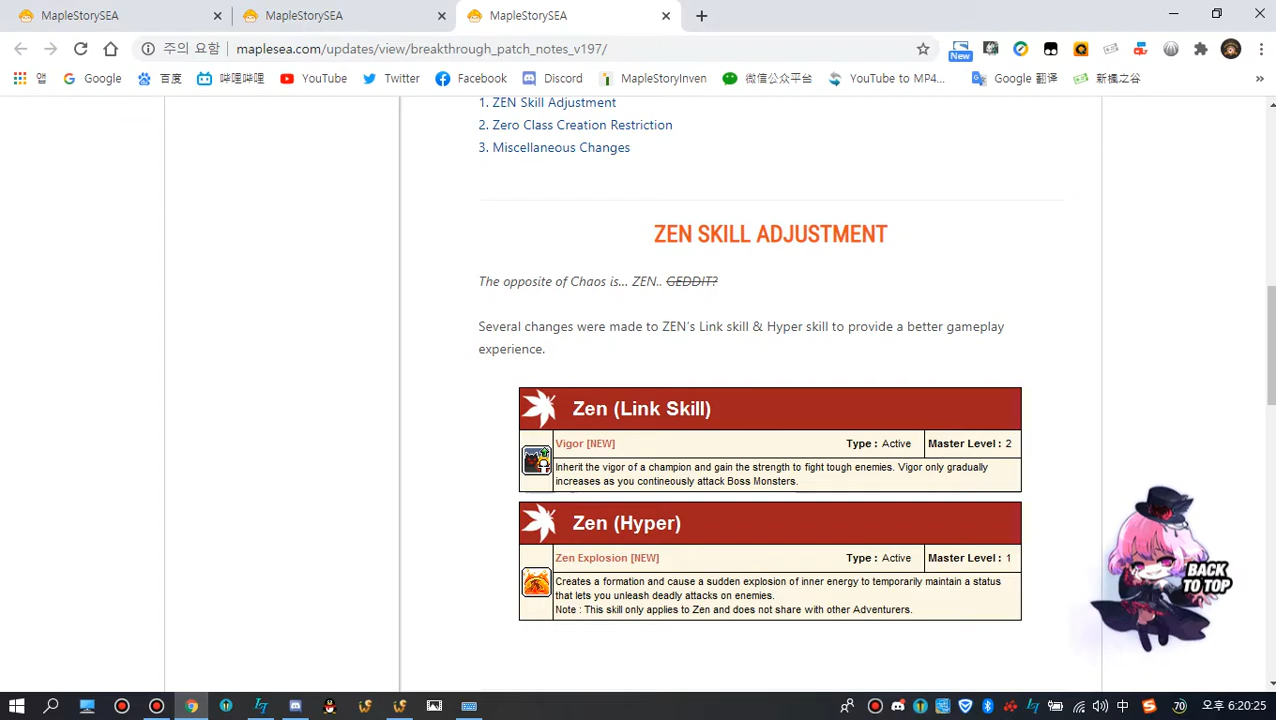 MapleStorySEA
MapleStorySEA
MapleStorySEA
주의 요함
maplesea.com/updates/view/breakthrough_patch_notes_v197/
New
앱
Google
百度
哔哩哔哩
YouTube
Twitter
Facebook
Discord
MapleStoryInven
微信公众平台
YouTube to MP4...
Google 翻译
新楓之谷
1. ZEN Skill Adjustment
2. Zero Class Creation Restriction
3. Miscellaneous Changes
ZEN SKILL ADJUSTMENT
The opposite of Chaos is... ZEN.. GEDDIT?
Several changes were made to ZEN's Link skill & Hyper skill to provide a better gameplay
experience.
Zen (Link Skill)
Vigor [NEW] Type : Active Master Level : 2
Inherit the vigor of a champion and gain the strength to fight tough enemies. Vigor only gradually
increases as you contineously attack Boss Monsters.
Zen (Hyper)
Zen Explosion [NEW] Type : Active Master Level : 1
Creates a formation and cause a sudden explosion of inner energy to temporarily maintain a status
that lets you unleash deadly attacks on enemies.
Note : This skill only applies to Zen and does not share with other Adventurers.
BACK
TO TOP
中
오후 6:20:25